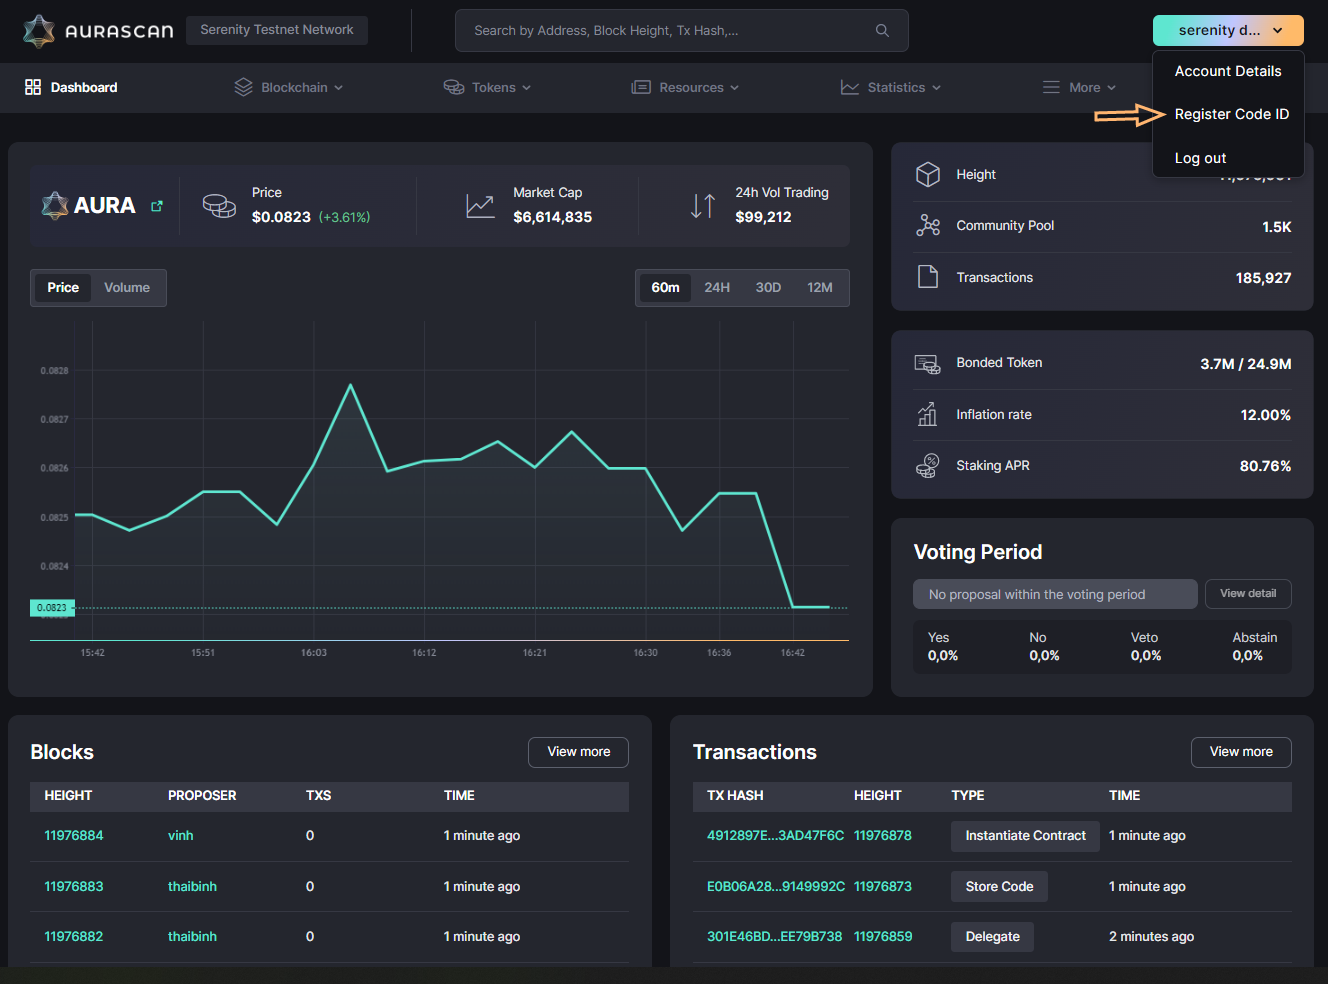 AURASCAN
Serenity Testnet Network
Search by Address, Block Height, Tx Hash,...
serenity d...
Dashboard
Blockchain
Tokens
Resources
Statistics
More
Account Details
Register Code ID
Log out
AURA
Price
$0.0823 (+3.61%)
Market Cap
$6,614,835
24h Vol Trading
$99,212
Price
Volume
60m
24H
30D
12M
0.0828
0.0827
0.0826
0.0825
0.0824
0.0823
15:42
15:51
16:03
16:12
16:21
16:30
16:36
16:42
Height
Community Pool
1.5K
Transactions
185,927
Bonded Token
3.7M / 24.9M
Inflation rate
12.00%
Staking APR
80.76%
Voting Period
No proposal within the voting period
View detail
Yes
0,0%
No
0,0%
Veto
0,0%
Abstain
0,0%
Blocks
View more
HEIGHT PROPOSER TXS TIME
11976884 vinh 0 1 minute ago
11976883 thaibinh 0 1 minute ago
11976882 thaibinh 0 1 minute ago
Transactions
View more
TX HASH HEIGHT TYPE TIME
4912897E...3AD47F6C 11976878 Instantiate Contract 1 minute ago
E0B06A28...9149992C 11976873 Store Code 1 minute ago
301E46BD...EE79B738 11976859 Delegate 2 minutes ago